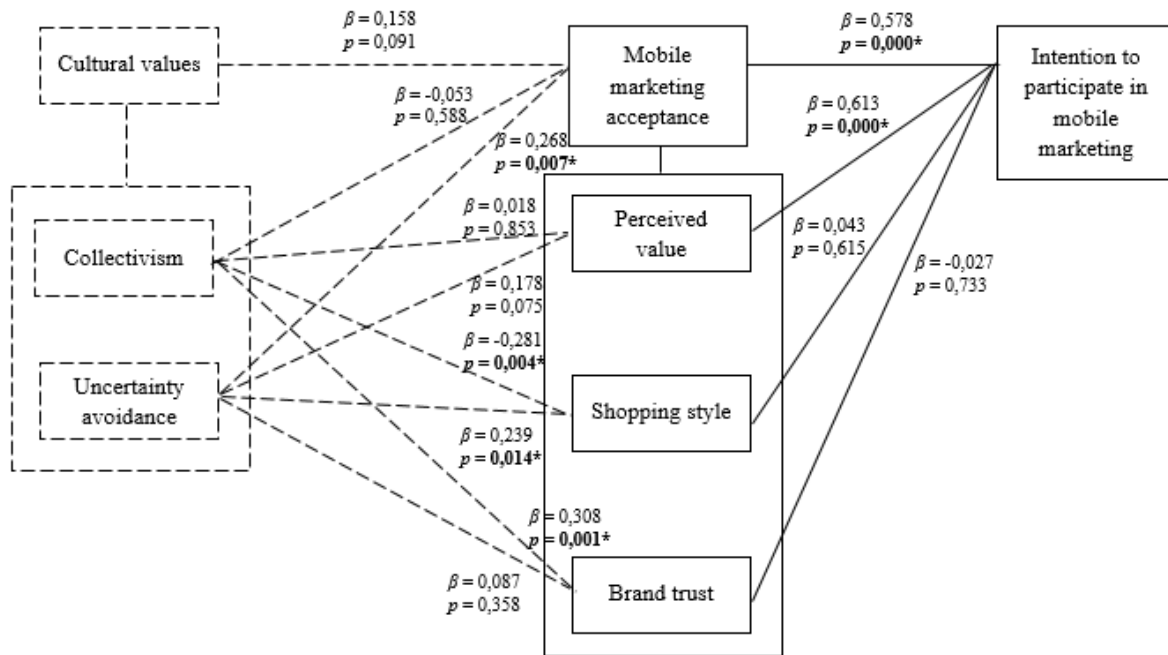 β = 0,158
p = 0,091
Cultural values
β = -0,053
p = 0,588
β = 0,268
p = 0,007*
Mobile
marketing
acceptance
β = 0,578
p = 0,000*
β = 0,613
p = 0,000*
Intention to
participate in
mobile
marketing
Collectivism
β = 0,018
p = 0,853
Perceived
value
β = 0,043
p = 0,615
β = -0,027
p = 0,733
β = 0,178
p = 0,075
β = -0,281
p = 0,004*
Uncertainty
avoidance
Shopping style
β = 0,239
p = 0,014*
β = 0,308
p = 0,001*
β = 0,087
p = 0,358
Brand trust